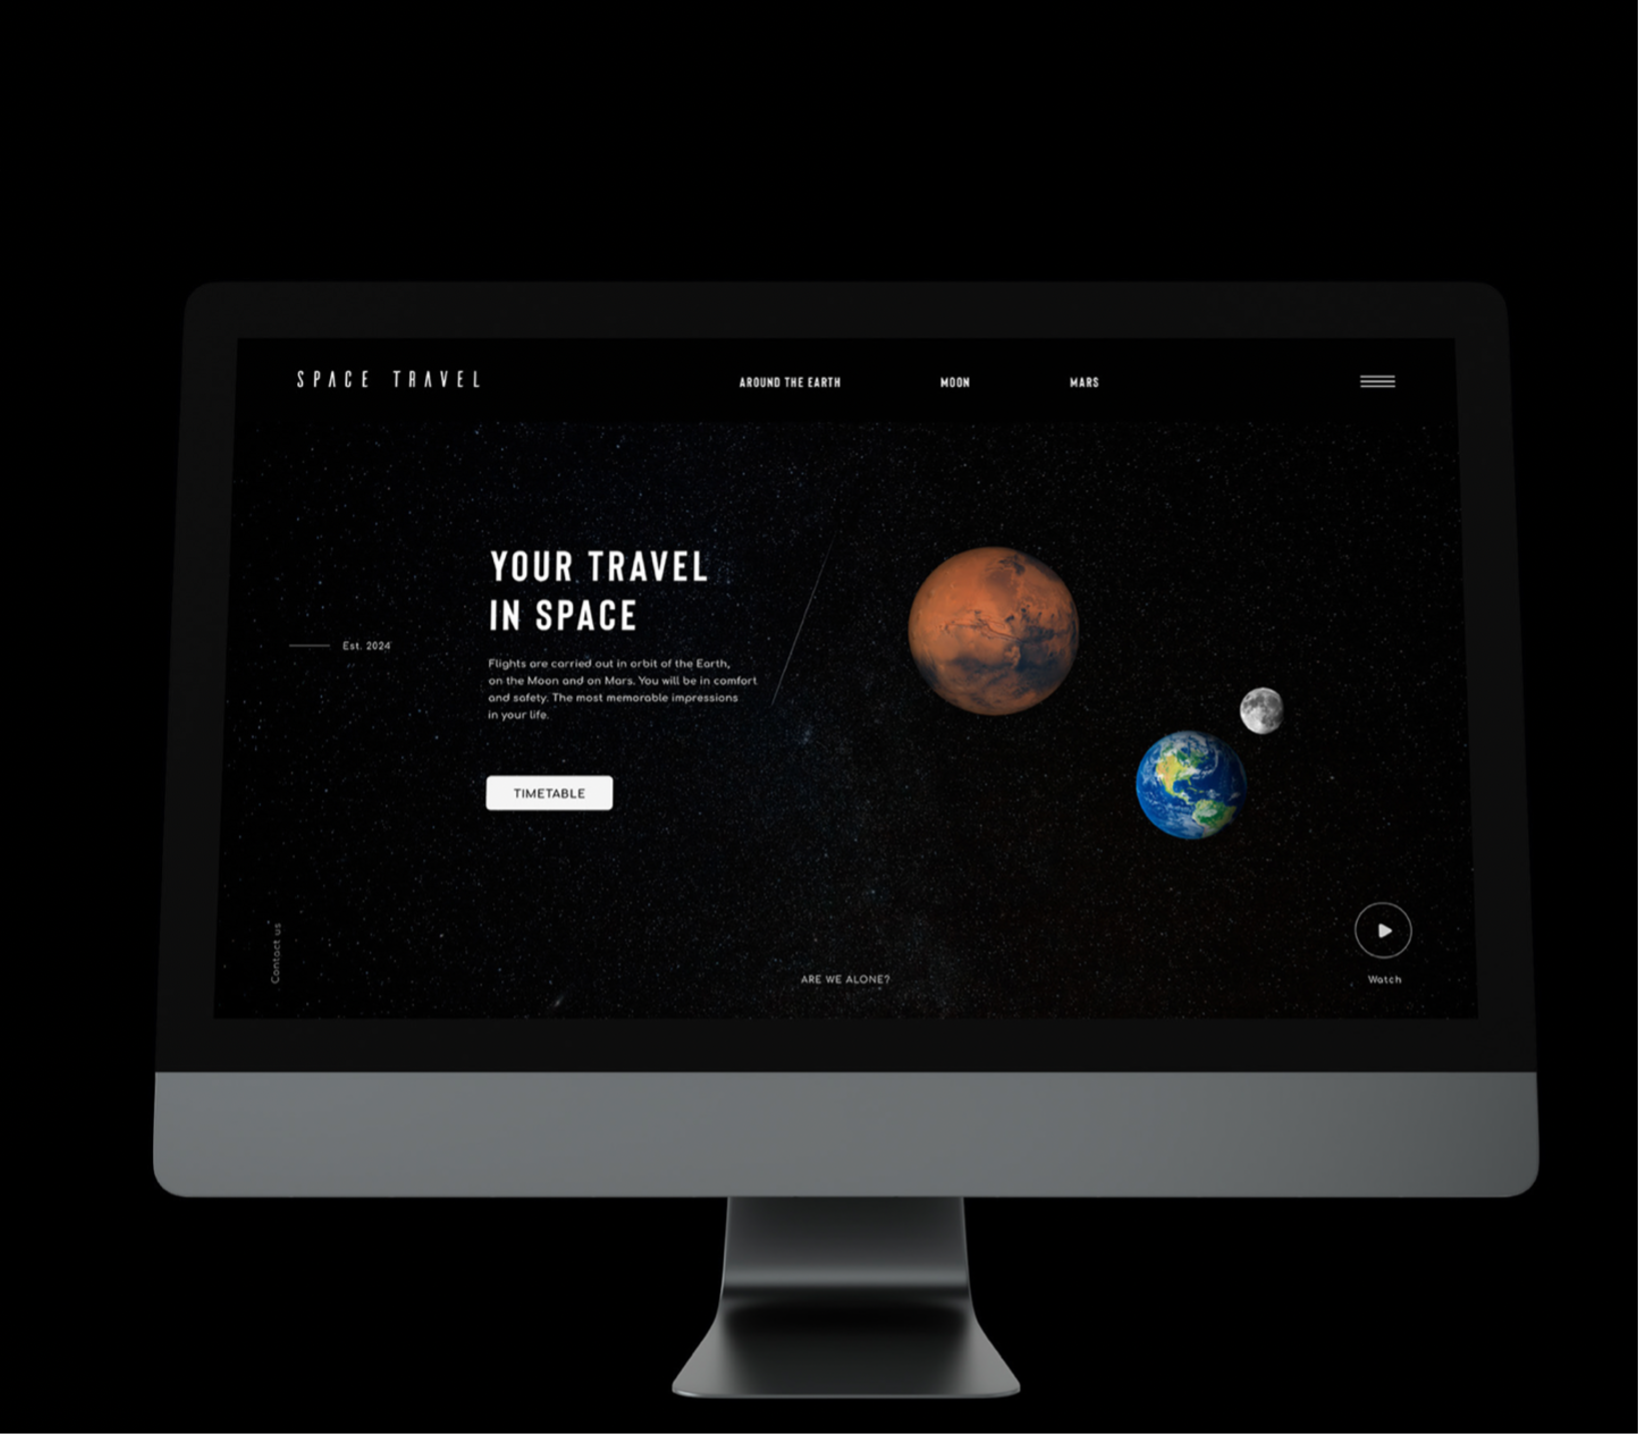 SPACE TRAVEL
AROUND THE EARTH
MOON
MARS
YOUR TRAVEL
IN SPACE
Est. 2024
Flights are carried out in orbit of the Earth,
on the Moon and on Mars. You will be in comfort
and safety. The most memorable impressions
in your life.
TIMETABLE
Contact us
ARE WE ALONE?
Watch